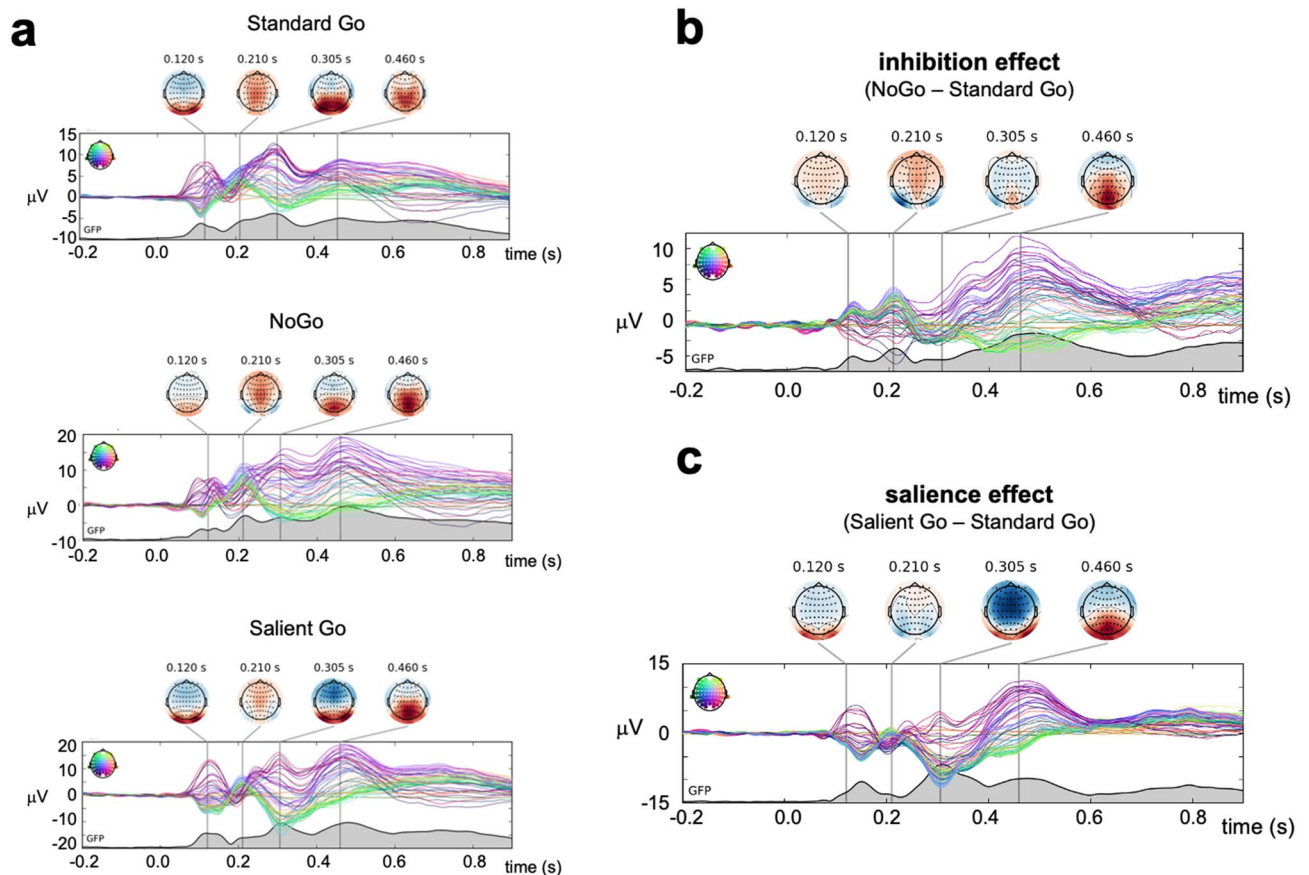 a
Standard Go
0.120 s 0.210 s 0.305 s 0.460 s
15
10
5
0
-5
-10
μV
GFP
-0.2 0.0 0.2 0.4 0.6 0.8
time (s)
NoGo
0.120 s 0.210 s 0.305 s 0.460 s
20
10
0
-10
μV
GFP
-0.2 0.0 0.2 0.4 0.6 0.8
time (s)
Salient Go
0.120 s 0.210 s 0.305 s 0.460 s
20
10
0
-10
-20
μV
GFP
-0.2 0.0 0.2 0.4 0.6 0.8
time (s)
b
inhibition effect
(NoGo – Standard Go)
0.120 s 0.210 s 0.305 s 0.460 s
10
5
0
-5
μV
GFP
-0.2 0.0 0.2 0.4 0.6 0.8
time (s)
c
salience effect
(Salient Go – Standard Go)
0.120 s 0.210 s 0.305 s 0.460 s
15
0
-15
μV
GFP
-0.2 0.0 0.2 0.4 0.6 0.8
time (s)